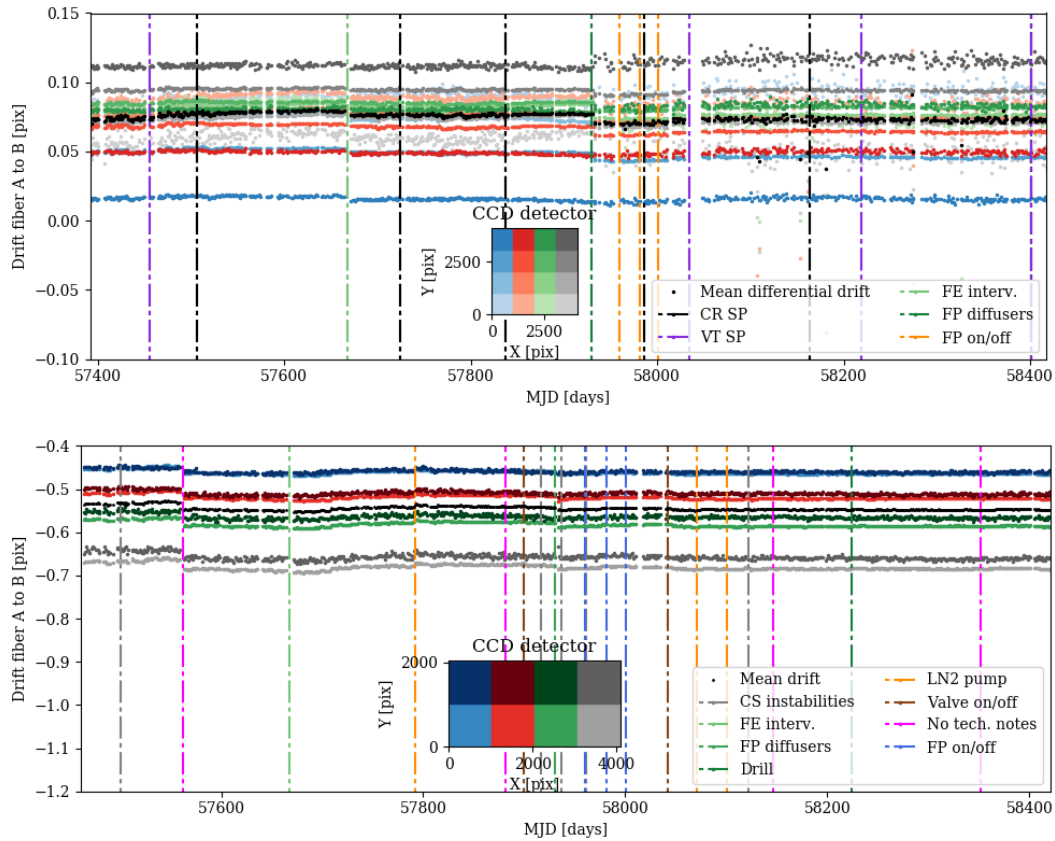 0.15
0.10
0.05
0.00
−0.05
−0.10
Drift fiber A to B [pix]
CCD detector
2500
0
Y [pix]
0 2500
X [pix]
Mean differential drift
CR SP
VT SP
FE interv.
FP diffusers
FP on/off
57400 57600 57800 58000 58200 58400
MJD [days]
−0.4
−0.5
−0.6
−0.7
−0.8
−0.9
−1.0
−1.1
−1.2
Drift fiber A to B [pix]
CCD detector
2000
0
Y [pix]
0 2000 4000
X [pix]
Mean drift
CS instabilities
FE interv.
FP diffusers
Drill
LN2 pump
Valve on/off
No tech. notes
FP on/off
57600 57800 58000 58200 58400
MJD [days]